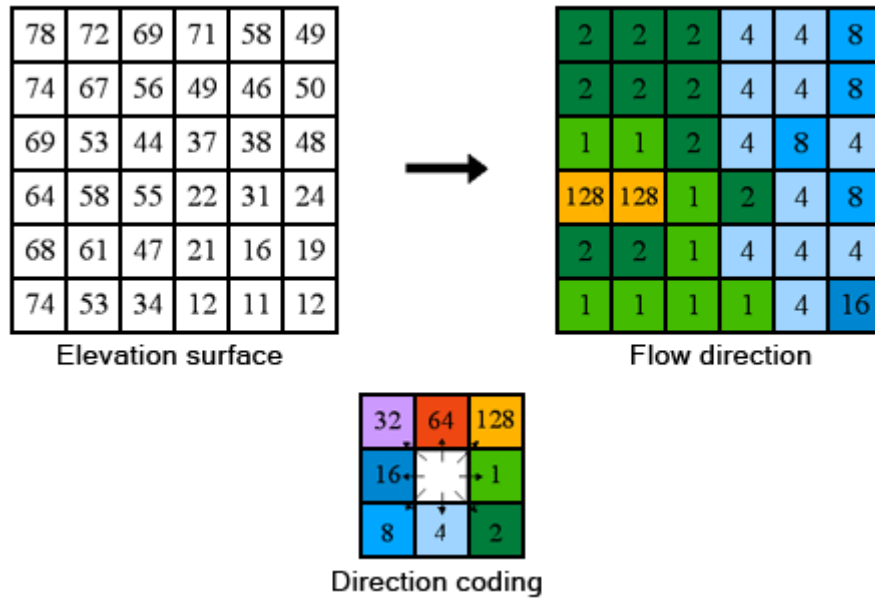 78 72 69 71 58 49 2 2 2 4 4 8
74 67 56 49 46 50 2 2 2 4 4 8
69 53 44 37 38 48 1 1 2 4 8 4
64 58 55 22 31 24 128 128 1 2 4 8
68 61 47 21 16 19 2 2 1 4 4 4
74 53 34 12 11 12 1 1 1 1 4 16
Elevation surface Flow direction
32 64 128
16 1
8 4 2
Direction coding